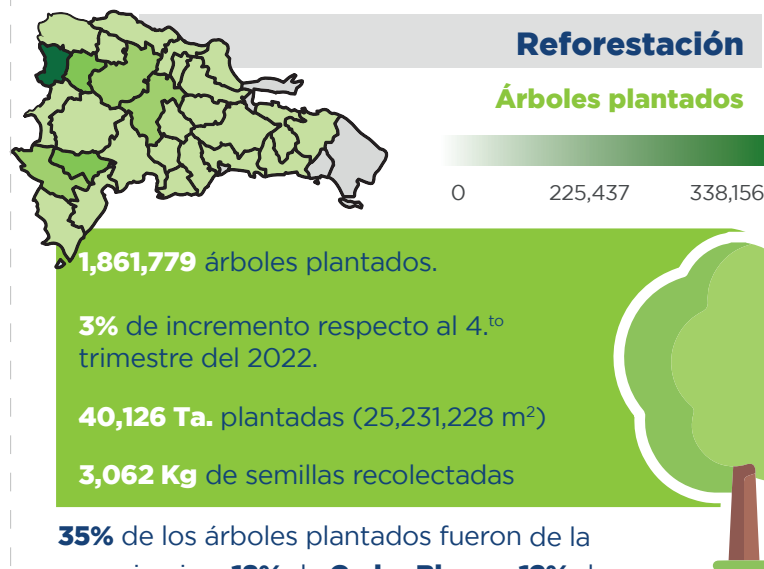 Reforestación
Árboles plantados
0 225,437 338,156
1,861,779 árboles plantados.
3% de incremento respecto al 4.to
trimestre del 2022.
40,126 Ta. plantadas (25,231,228 m²)
3,062 Kg de semillas recolectadas
35% de los árboles plantados fueron de la